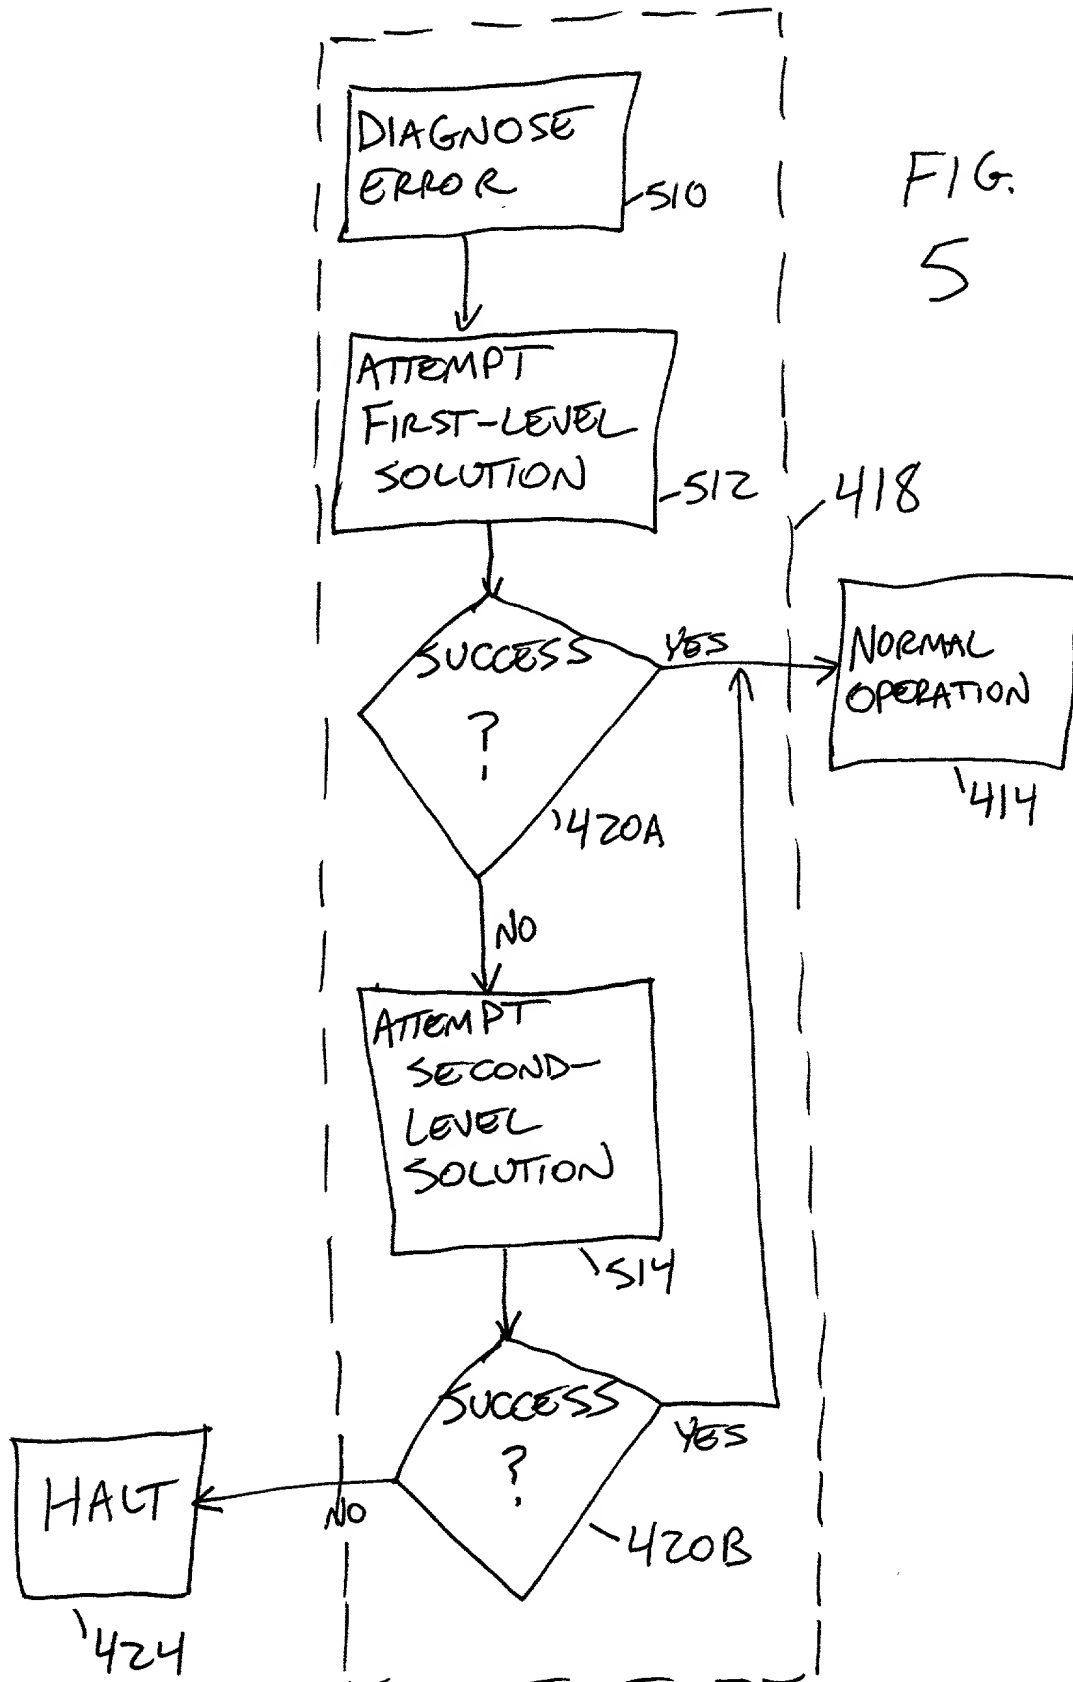 DIAGNOSE
ERROR
510
FIG.
5
ATTEMPT
FIRST-LEVEL
SOLUTION
512
418
SUCCESS
?
YES
NORMAL
OPERATION
414
420A
NO
ATTEMPT
SECOND-
LEVEL
SOLUTION
514
SUCCESS
?
YES
HALT
NO
420B
424